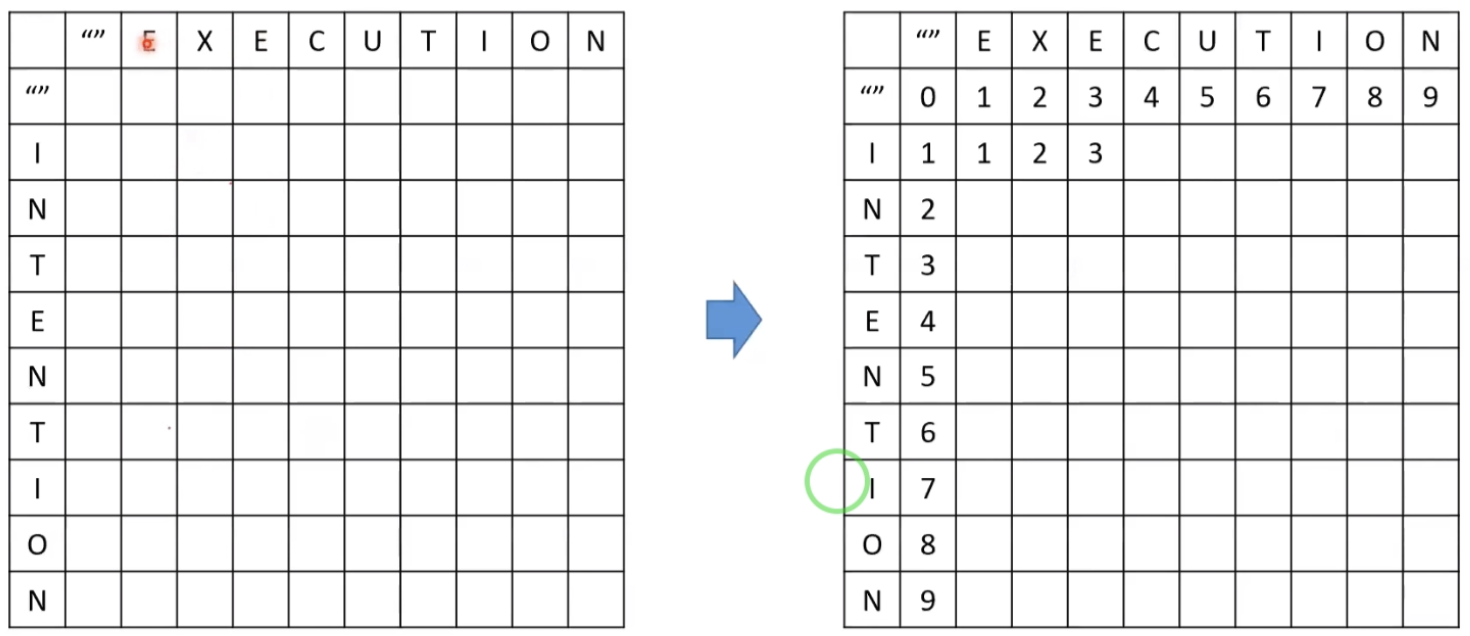 “” E X E C U T I O N
“”
I
N
T
E
N
T
I
O
N
“” E X E C U T I O N
“” 0 1 2 3 4 5 6 7 8 9
I 1 1 2 3
N 2
T 3
E 4
N 5
T 6
I 7
O 8
N 9